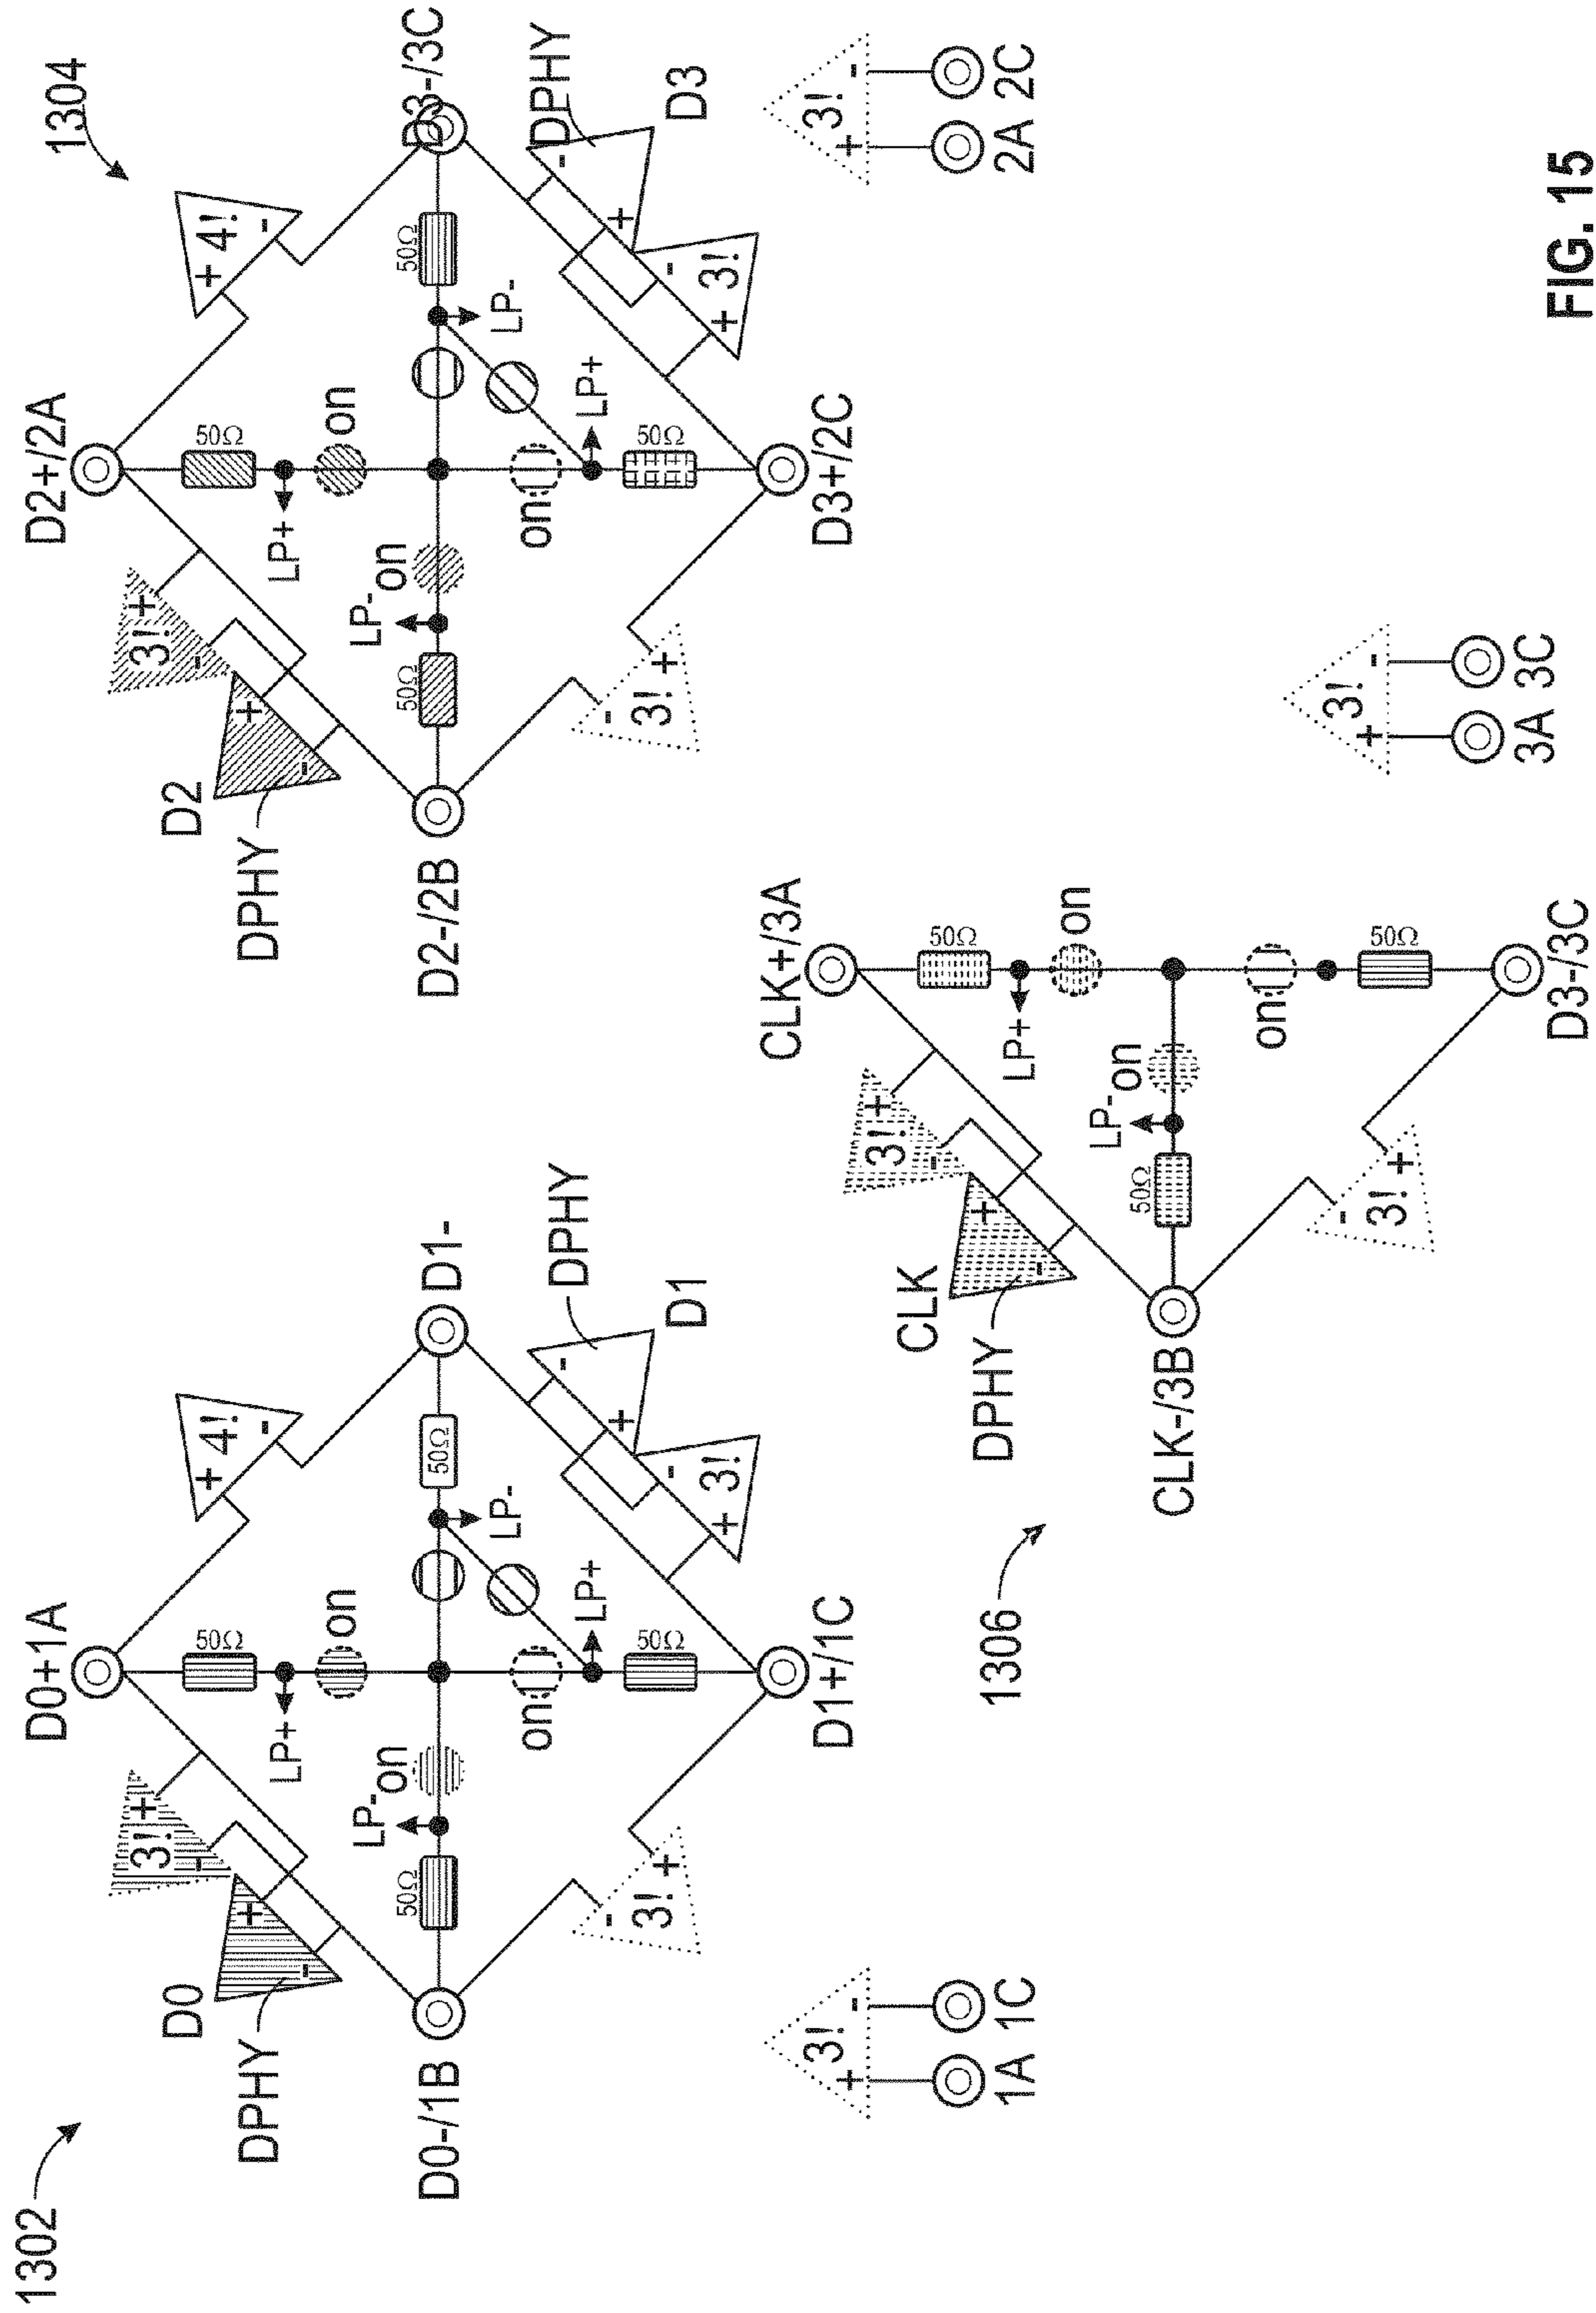 1302
D0+1A
D0
DPHY
3!
+
-
+
-
+ 4!
-
50Ω
on
LP+
LP-
on
50Ω
D0-/1B
50Ω
LP-
D1-
DPHY
D1
-
+
-
+ 3!
on
LP+
50Ω
D1+/1C
3!
-
+
3!
+
-
1A 1C
1304
D2+/2A
D2
DPHY
3!
+
-
+
-
+ 4!
-
50Ω
on
LP+
LP-
on
50Ω
D2-/2B
50Ω
LP-
D3-/3C
DPHY
D3
-
+
-
+ 3!
on
LP+
50Ω
D3+/2C
3!
-
+
3!
+
-
2A 2C
1306
CLK+/3A
CLK
DPHY
3!
+
-
+
-
50Ω
on
LP+
LP-
on
50Ω
CLK-/3B
on
50Ω
D3-/3C
3!
-
+
3!
+
-
3A 3C
FIG. 15